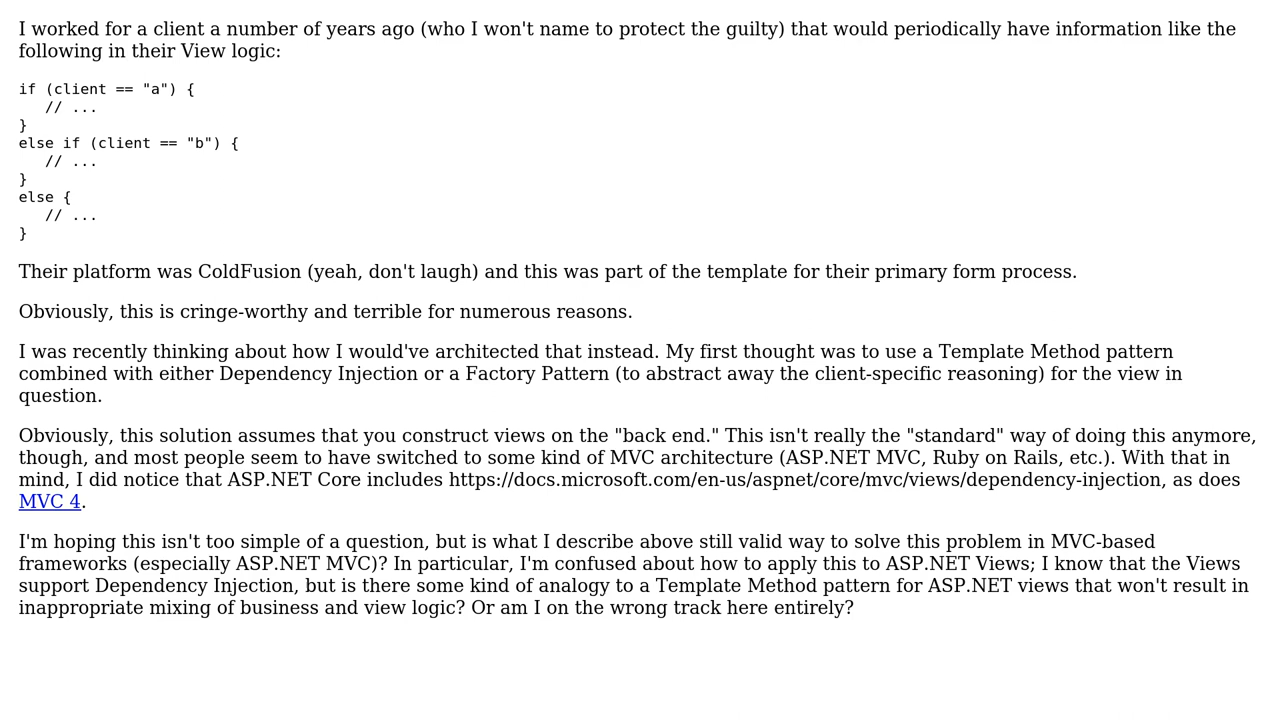 I worked for a client a number of years ago (who I won't name to protect the guilty) that would periodically have information like the
following in their View logic:
if (client == "a") {
   // ...
}
else if (client == "b") {
   // ...
}
else {
   // ...
}
Their platform was ColdFusion (yeah, don't laugh) and this was part of the template for their primary form process.
Obviously, this is cringe-worthy and terrible for numerous reasons.
I was recently thinking about how I would've architected that instead. My first thought was to use a Template Method pattern
combined with either Dependency Injection or a Factory Pattern (to abstract away the client-specific reasoning) for the view in
question.
Obviously, this solution assumes that you construct views on the "back end." This isn't really the "standard" way of doing this anymore,
though, and most people seem to have switched to some kind of MVC architecture (ASP.NET MVC, Ruby on Rails, etc.). With that in
mind, I did notice that ASP.NET Core includes https://docs.microsoft.com/en-us/aspnet/core/mvc/views/dependency-injection, as does
MVC 4.
I'm hoping this isn't too simple of a question, but is what I describe above still valid way to solve this problem in MVC-based
frameworks (especially ASP.NET MVC)? In particular, I'm confused about how to apply this to ASP.NET Views; I know that the Views
support Dependency Injection, but is there some kind of analogy to a Template Method pattern for ASP.NET views that won't result in
inappropriate mixing of business and view logic? Or am I on the wrong track here entirely?